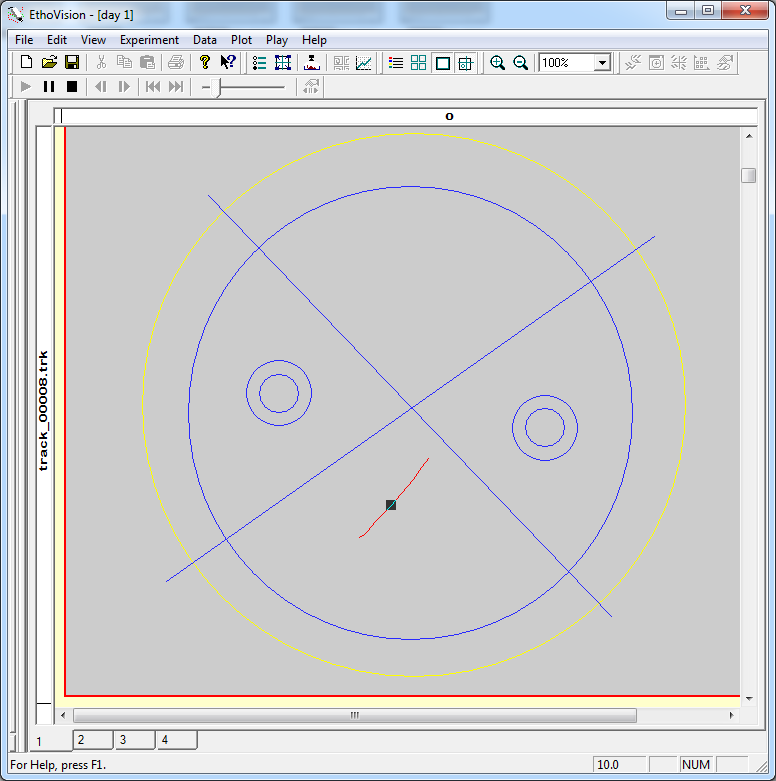 EthoVision - [day 1]
File Edit View Experiment Data Plot Play Help
100%
o
track_00008.trk
1 2 3 4
For Help, press F1.
10.0 NUM